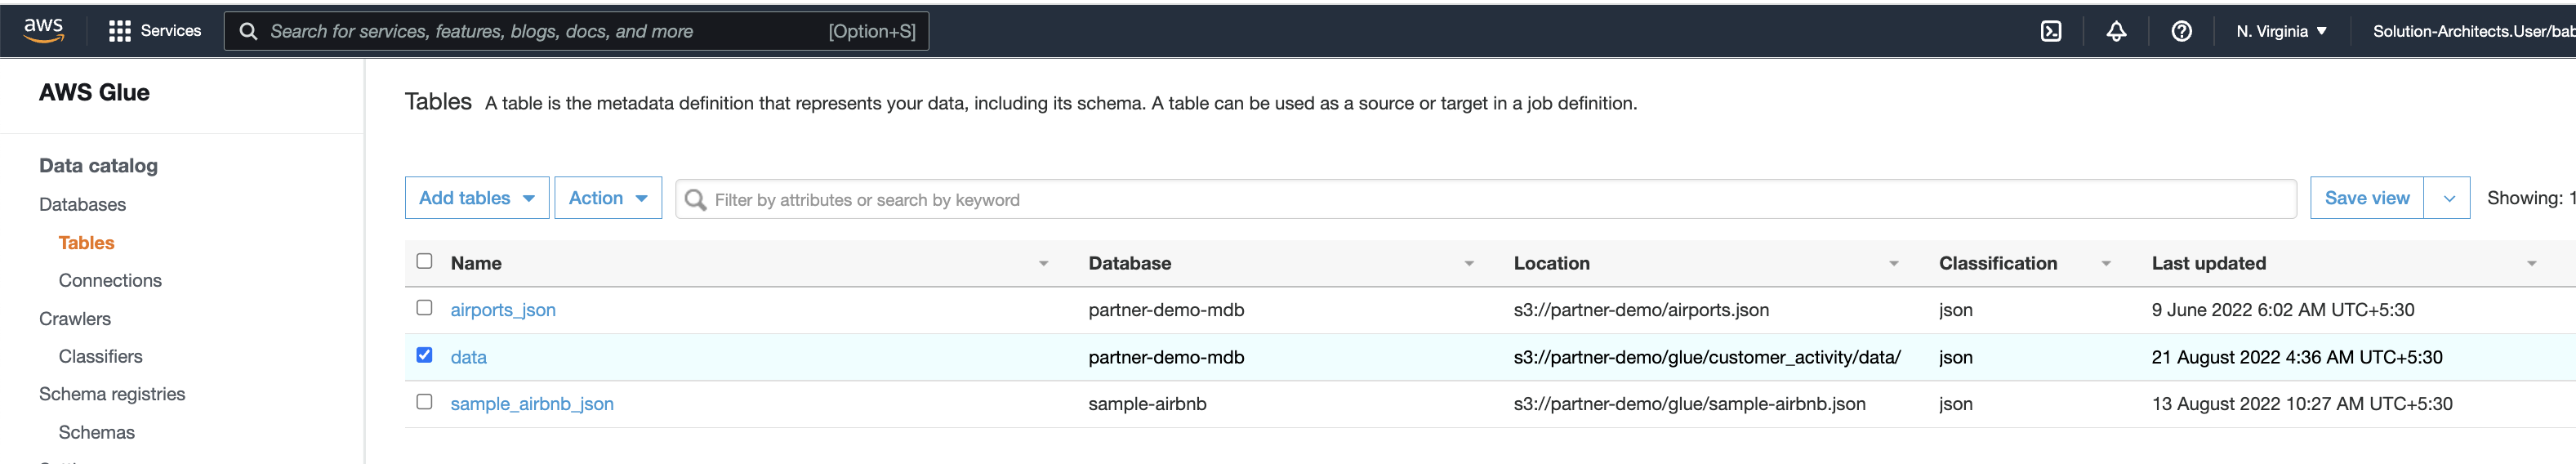 aws Services Search for services, features, blogs, docs, and more [Option+S] N. Virginia ▼ Solution-Architects.User/bab
AWS Glue
Tables A table is the metadata definition that represents your data, including its schema. A table can be used as a source or target in a job definition.
Data catalog
Databases
Tables
Connections
Crawlers
Classifiers
Schema registries
Schemas
Add tables Action Filter by attributes or search by keyword Save view Showing: 1
Name Database Location Classification Last updated
airports_json partner-demo-mdb s3://partner-demo/airports.json json 9 June 2022 6:02 AM UTC+5:30
data partner-demo-mdb s3://partner-demo/glue/customer_activity/data/ json 21 August 2022 4:36 AM UTC+5:30
sample_airbnb_json sample-airbnb s3://partner-demo/glue/sample-airbnb.json json 13 August 2022 10:27 AM UTC+5:30